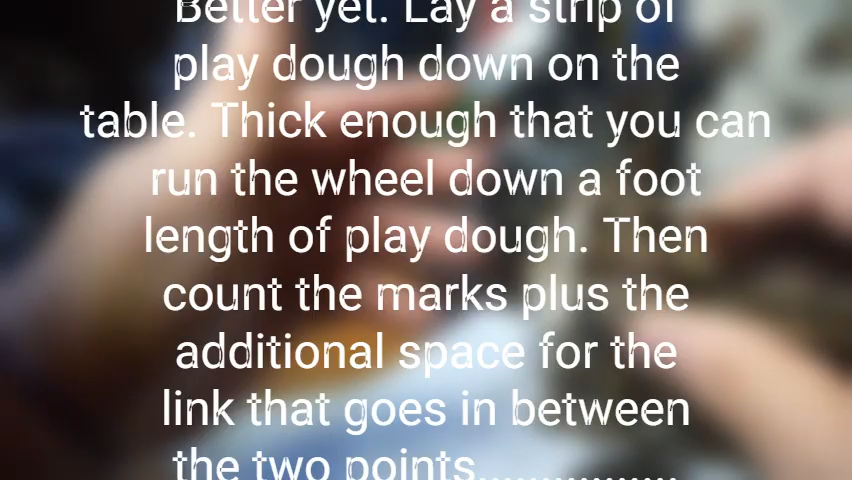 Better yet. Lay a strip of
play dough down on the
table. Thick enough that you can
run the wheel down a foot
length of play dough. Then
count the marks plus the
additional space for the
link that goes in between
the two points................